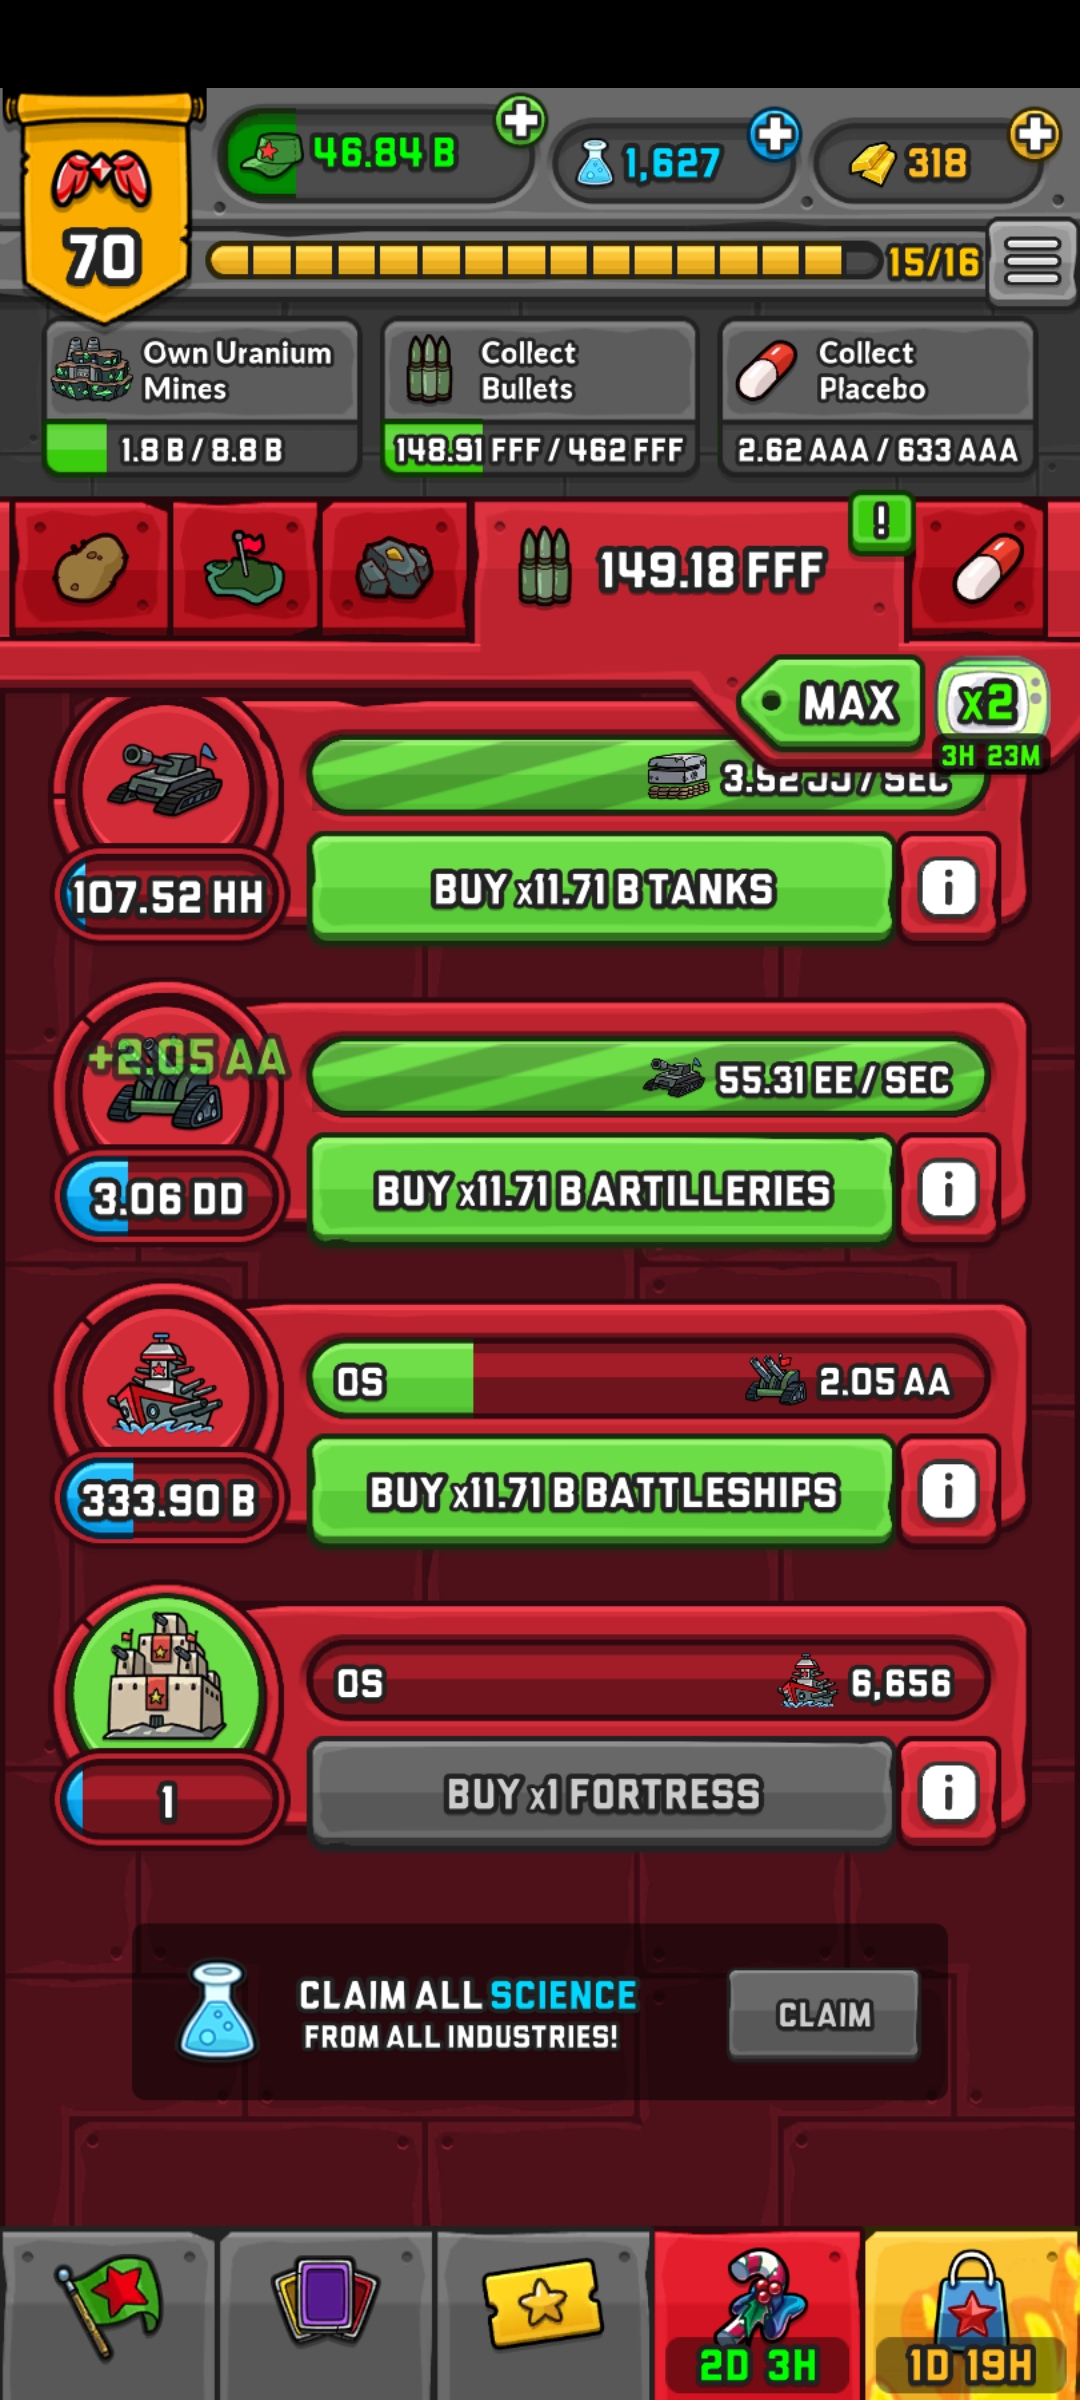 46.84 B
1,627
318
70
15/16
Own Uranium
Mines
1.8 B / 8.8 B
Collect
Bullets
148.91 FFF / 462 FFF
Collect
Placebo
2.62 AAA / 633 AAA
149.18 FFF
!
MAX
x2
3H 23M
3.52 JJ / SEC
107.52 HH
BUY x11.71 B TANKS
i
+2.05 AA
55.31 EE / SEC
3.06 DD
BUY x11.71 B ARTILLERIES
i
0S
2.05 AA
333.90 B
BUY x11.71 B BATTLESHIPS
i
0S
6,656
1
BUY x1 FORTRESS
i
CLAIM ALL SCIENCE
FROM ALL INDUSTRIES!
CLAIM
2D 3H
1D 19H